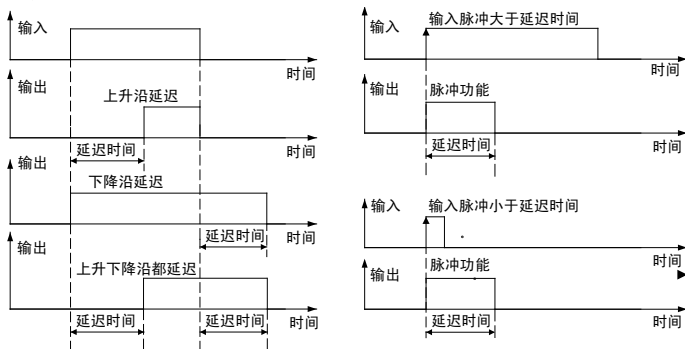 输入
时间
输出
上升沿延迟
延迟时间
时间
输出
下降沿延迟
延迟时间
时间
输出
上升下降沿都延迟
延迟时间
延迟时间
时间
输入脉冲大于延迟时间
输入
时间
输出
脉冲功能
延迟时间
时间
输入
输入脉冲小于延迟时间
时间
输出
脉冲功能
延迟时间
时间